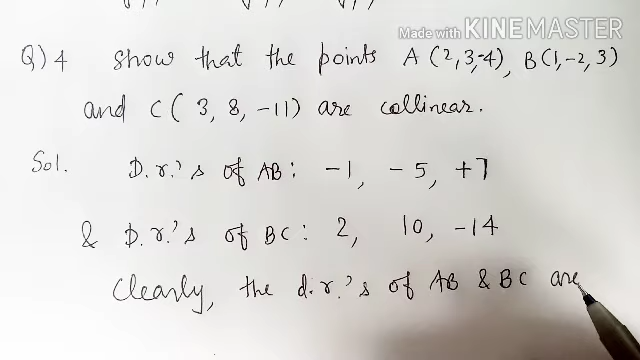 Made with KINEMASTER
Q) 4 Show that the points A (2, 3, -4), B (1, -2, 3)
and C ( 3, 8, -11) are collinear.
Sol. D.r.'s of AB: -1, -5, +7
& D.r.'s of BC: 2, 10, -14
Clearly, the d.r.'s of AB & BC are